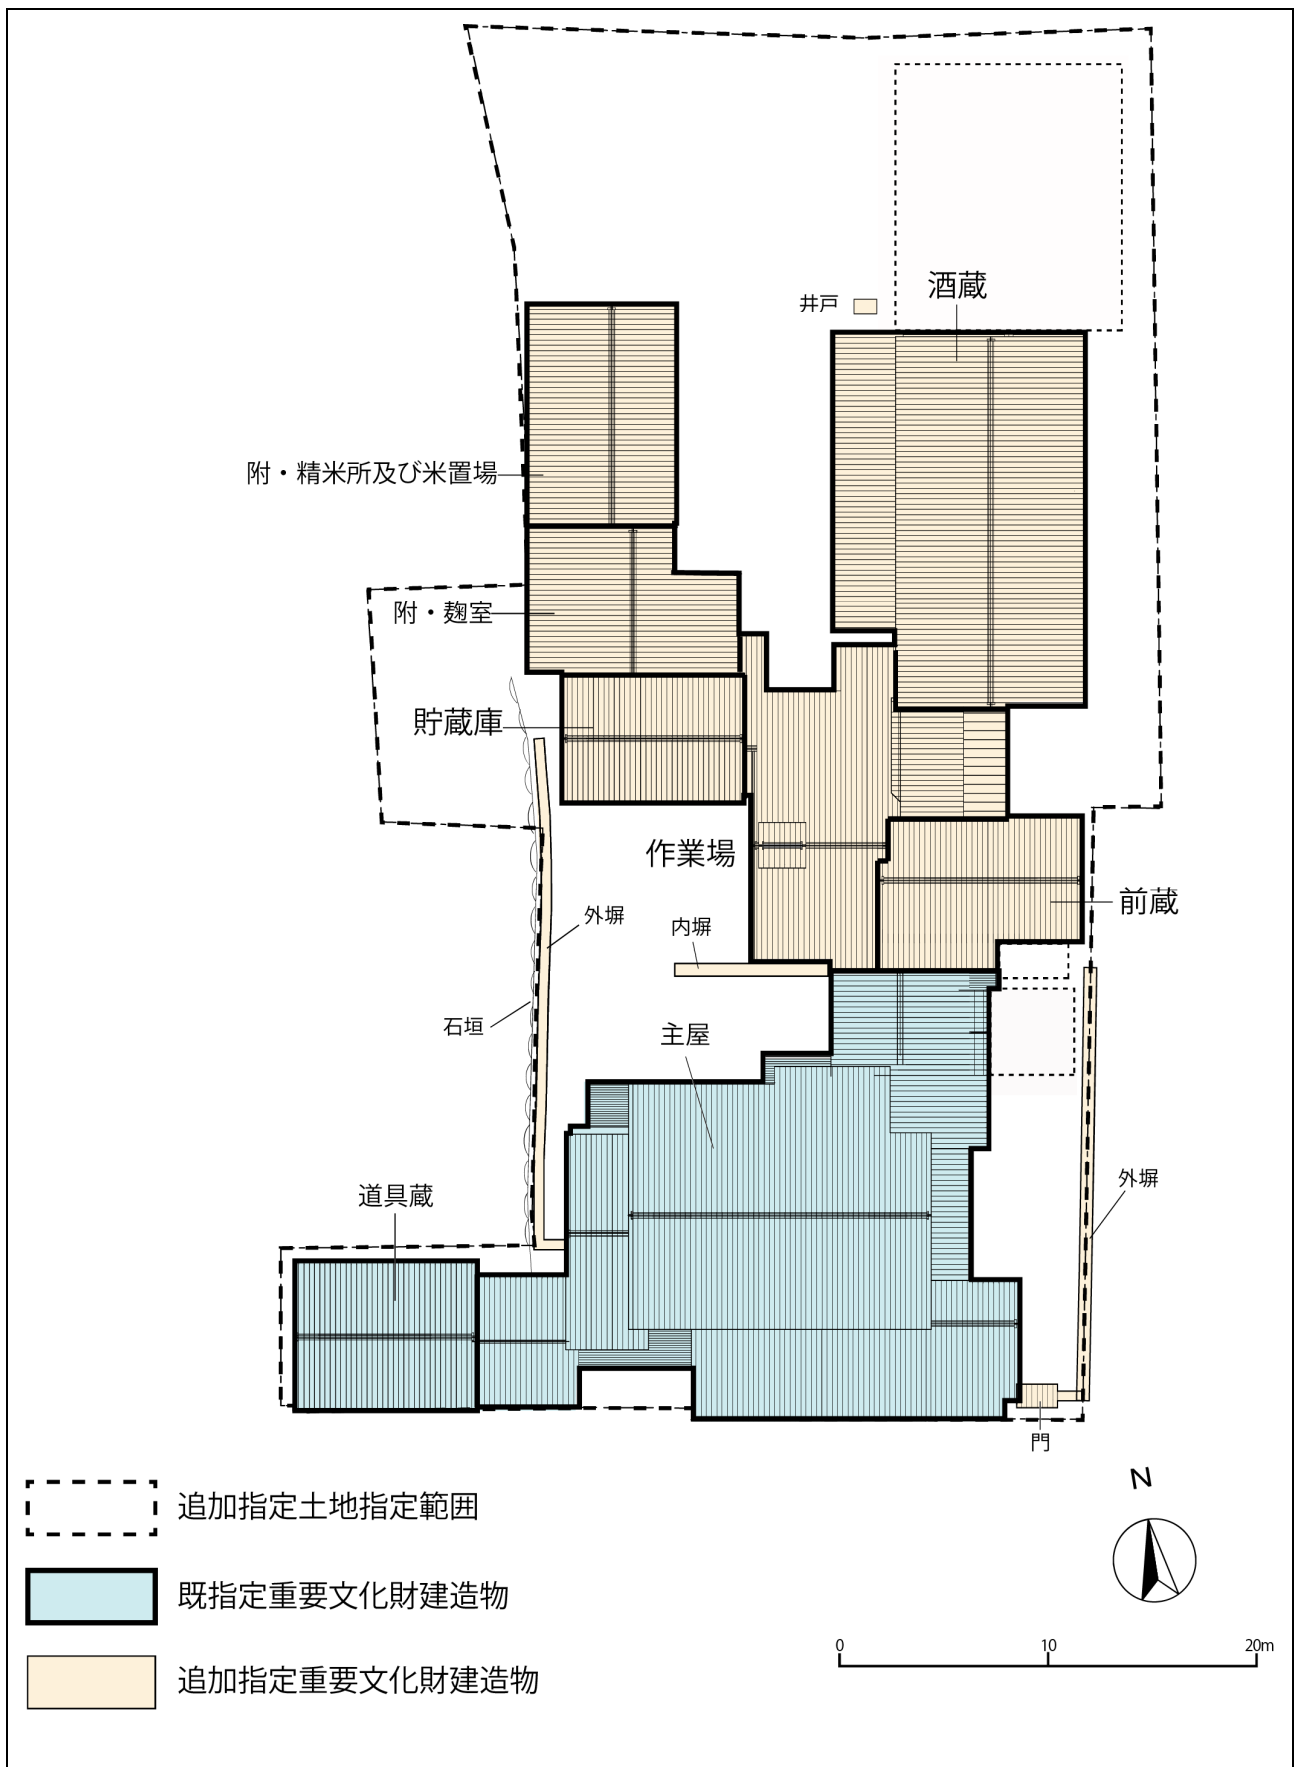 酒蔵
井戸
附・精米所及び米置場
附・麹室
貯蔵庫
作業場
前蔵
外塀
内塀
石垣
主屋
道具蔵
外塀
門
N
追加指定土地指定範囲
既指定重要文化財建造物
追加指定重要文化財建造物
0 10 20m